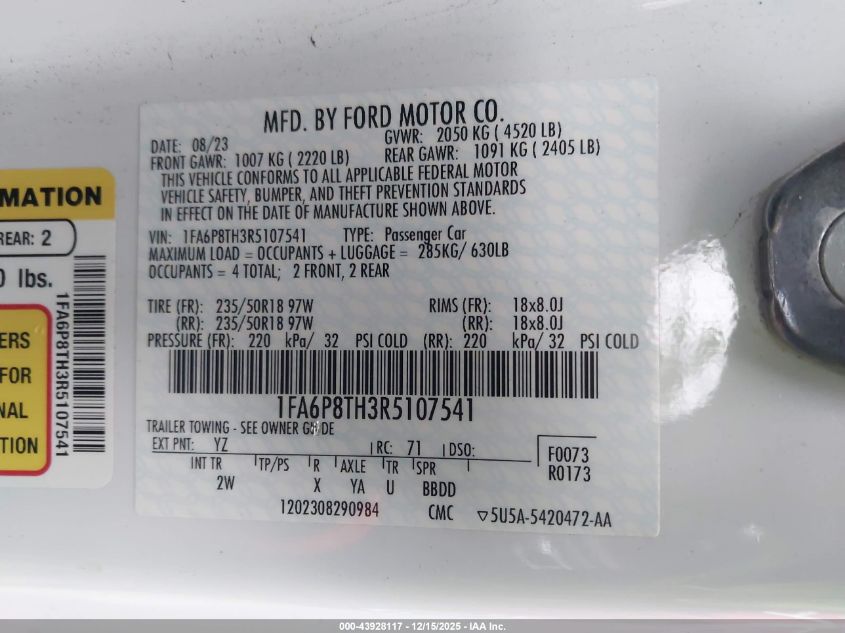 MFD. BY FORD MOTOR CO.
DATE: 08/23 GVWR: 2050 KG ( 4520 LB)
FRONT GAWR: 1007 KG ( 2220 LB) REAR GAWR: 1091 KG ( 2405 LB)
THIS VEHICLE CONFORMS TO ALL APPLICABLE FEDERAL MOTOR
VEHICLE SAFETY, BUMPER, AND THEFT PREVENTION STANDARDS
IN EFFECT ON THE DATE OF MANUFACTURE SHOWN ABOVE.
VIN: 1FA6P8TH3R5107541 TYPE: Passenger Car
MAXIMUM LOAD = OCCUPANTS + LUGGAGE = 285KG/ 630LB
OCCUPANTS = 4 TOTAL; 2 FRONT, 2 REAR
TIRE (FR): 235/50R18 97W RIMS (FR): 18x8.0J
(RR): 235/50R18 97W (RR): 18x8.0J
PRESSURE (FR): 220 kPa/ 32 PSI COLD (RR): 220 kPa/ 32 PSI COLD
1FA6P8TH3R5107541
TRAILER TOWING - SEE OWNER GUIDE
EXT PNT: YZ RC: 71 DSO: F0073
INT TR TP/PS R AXLE TR SPR R0173
2W X YA U BBDD
1202308290984 CMC ▽5U5A-5420472-AA
MATION
REAR: 2
0 lbs.
ERS
FOR
NAL
TION
1FA6P8TH3R5107541
000-43928117 - 12/15/2025 - IAA Inc.